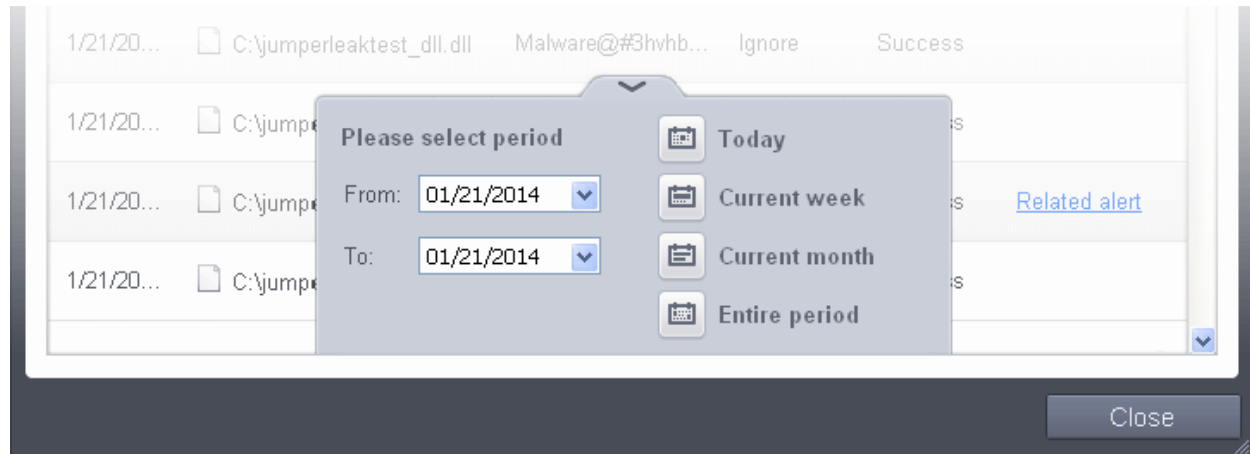 1/21/20... C:\jumperleaktest_dll.dll Malware@#3hvhb... Ignore Success
1/21/20... C:\jumpe
Please select period
Today
From: 01/21/2014
Current week
1/21/20... C:\jumpe
Related alert
To: 01/21/2014
Current month
1/21/20... C:\jumpe
Entire period
Close